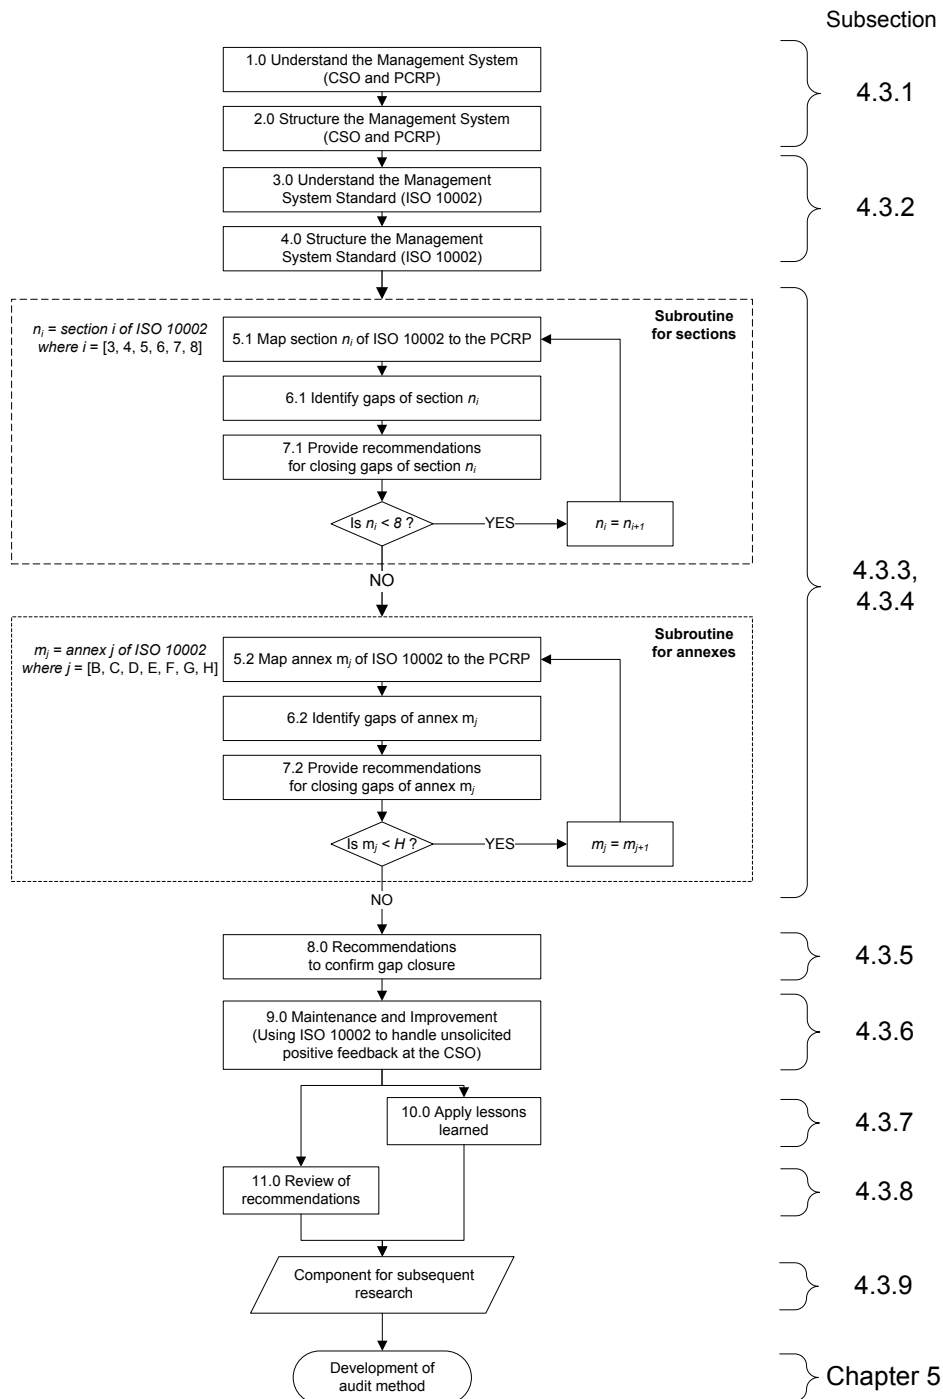 Subsection
1.0 Understand the Management System
(CSO and PCRP)
4.3.1
2.0 Structure the Management System
(CSO and PCRP)
3.0 Understand the Management
System Standard (ISO 10002)
4.3.2
4.0 Structure the Management
System Standard (ISO 10002)
nᵢ = section i of ISO 10002
where i = [3, 4, 5, 6, 7, 8]
Subroutine
for sections
5.1 Map section nᵢ of ISO 10002 to the PCRP
6.1 Identify gaps of section nᵢ
7.1 Provide recommendations
for closing gaps of section nᵢ
Is nᵢ < 8 ?
YES
nᵢ = nᵢ₊₁
NO
4.3.3,
4.3.4
mⱼ = annex j of ISO 10002
where j = [B, C, D, E, F, G, H]
Subroutine
for annexes
5.2 Map annex mⱼ of ISO 10002 to the PCRP
6.2 Identify gaps of annex mⱼ
7.2 Provide recommendations
for closing gaps of annex mⱼ
Is mⱼ < H ?
YES
mⱼ = mⱼ₊₁
NO
8.0 Recommendations
to confirm gap closure
4.3.5
9.0 Maintenance and Improvement
(Using ISO 10002 to handle unsolicited
positive feedback at the CSO)
4.3.6
10.0 Apply lessons
learned
4.3.7
11.0 Review of
recommendations
4.3.8
Component for subsequent
research
4.3.9
Development of
audit method
Chapter 5